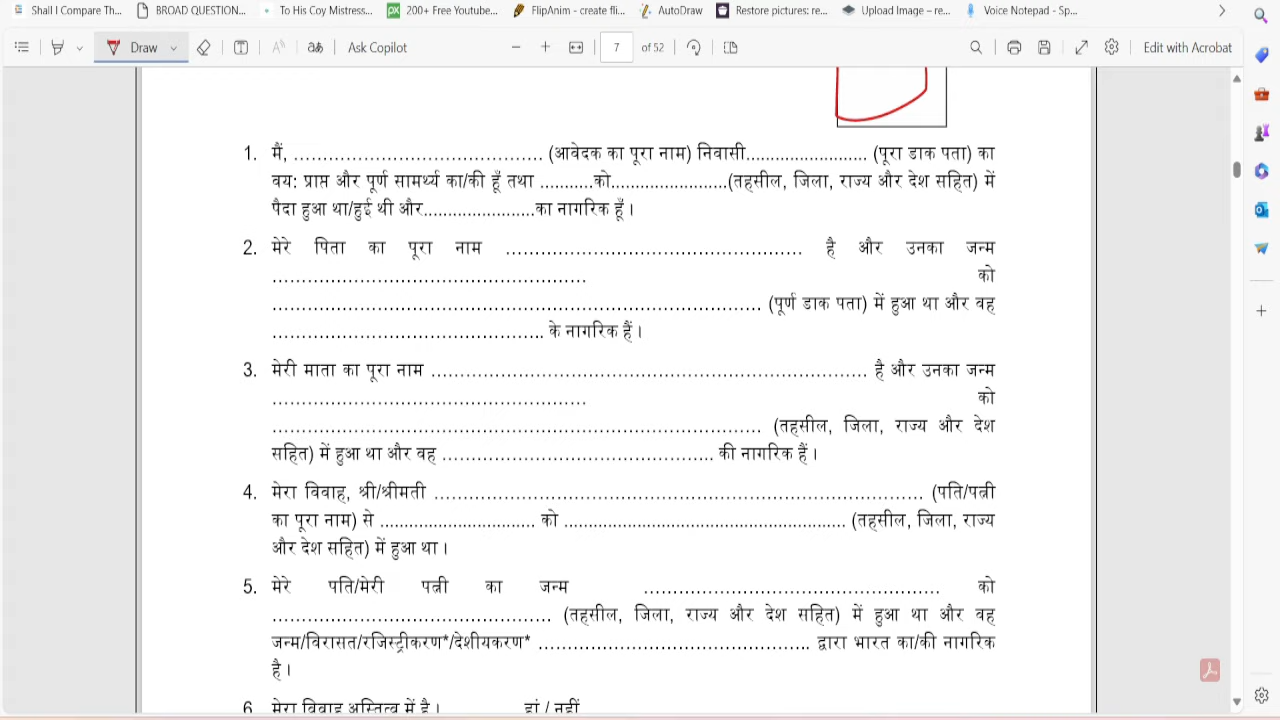 Shall I Compare Th... BROAD QUESTION... To His Coy Mistress... 200+ Free Youtube... FlipAnim - create fli... AutoDraw Restore pictures: re... Upload Image – re... Voice Notepad - Sp...
Draw Ask Copilot 7 of 52 Edit with Acrobat
1. मैं, .......................................... (आवेदक का पूरा नाम) निवासी......................... (पूरा डाक पता) का
वय: प्राप्त और पूर्ण सामर्थ्य का/की हूँ तथा ...........को........................(तहसील, जिला, राज्य और देश सहित) में
पैदा हुआ था/हुई थी और.......................का नागरिक हूँ।
2. मेरे पिता का पूरा नाम .................................................. है और उनका जन्म
..................................................... को
.................................................................................. (पूर्ण डाक पता) में हुआ था और वह
.............................................. के नागरिक हैं।
3. मेरी माता का पूरा नाम .......................................................................... है और उनका जन्म
..................................................... को
.................................................................................. (तहसील, जिला, राज्य और देश
सहित) में हुआ था और वह .............................................. की नागरिक हैं।
4. मेरा विवाह, श्री/श्रीमती .................................................................................. (पति/पत्नी
का पूरा नाम) से ................................ को .......................................................... (तहसील, जिला, राज्य
और देश सहित) में हुआ था।
5. मेरे पति/मेरी पत्नी का जन्म .................................................. को
............................................... (तहसील, जिला, राज्य और देश सहित) में हुआ था और वह
जन्म/विरासत/रजिस्ट्रीकरण*/देशीयकरण* .............................................. द्वारा भारत का/की नागरिक
है।
6. मेरा विवाह अस्तित्व में है। हां / नहीं